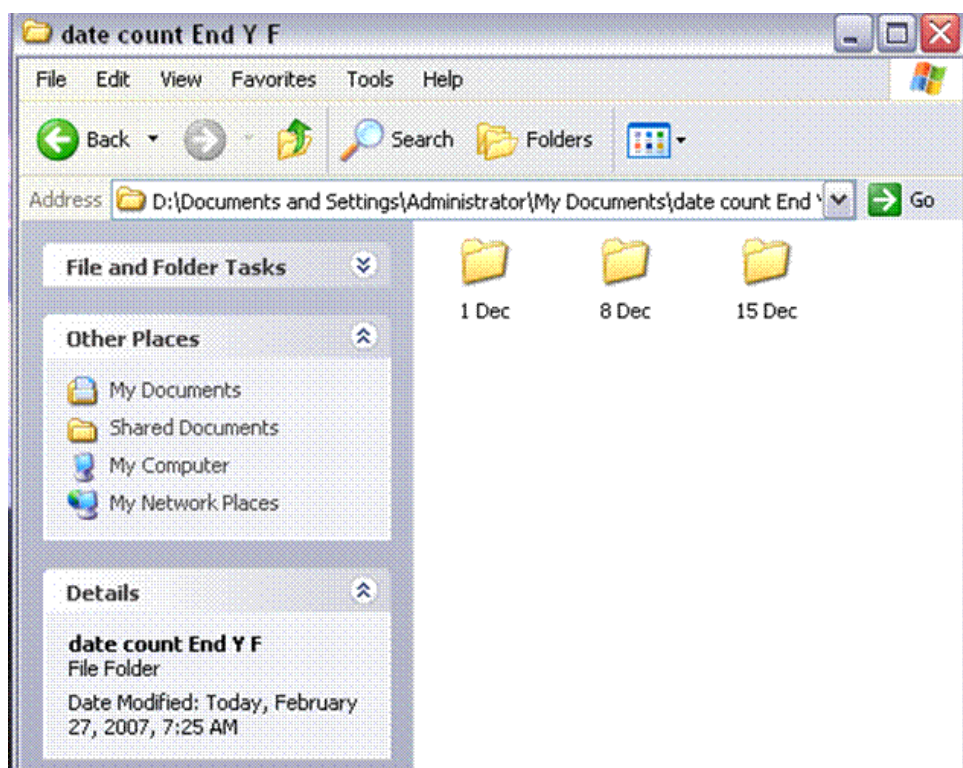 date count End Y F
File Edit View Favorites Tools Help
Back Search Folders
Address D:\Documents and Settings\Administrator\My Documents\date count End Go
File and Folder Tasks
1 Dec 8 Dec 15 Dec
Other Places
My Documents
Shared Documents
My Computer
My Network Places
Details
date count End Y F
File Folder
Date Modified: Today, February
27, 2007, 7:25 AM